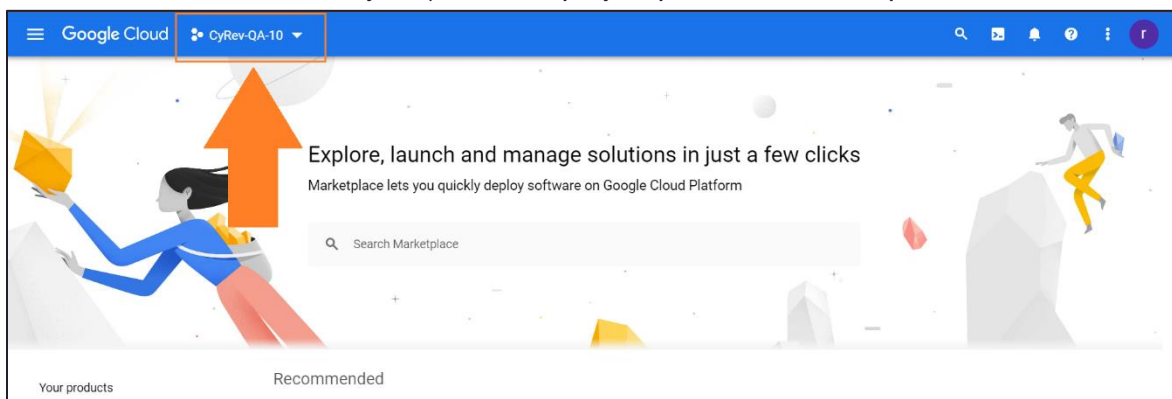 Google Cloud CyRev-QA-10
r
Explore, launch and manage solutions in just a few clicks
Marketplace lets you quickly deploy software on Google Cloud Platform
Search Marketplace
Recommended
Your products